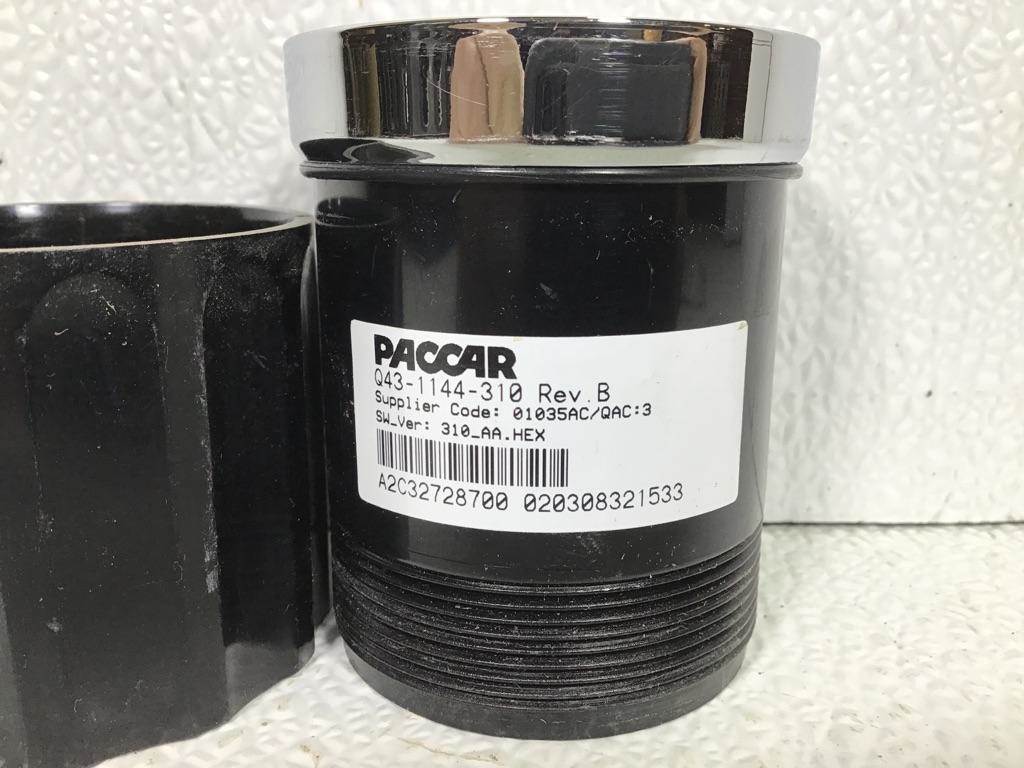 PACCAR
Q43-1144-310 Rev.B
Supplier Code: 01035AC/QAC:3
SW_Ver: 310_AA.HEX
A2C32728700 020308321533